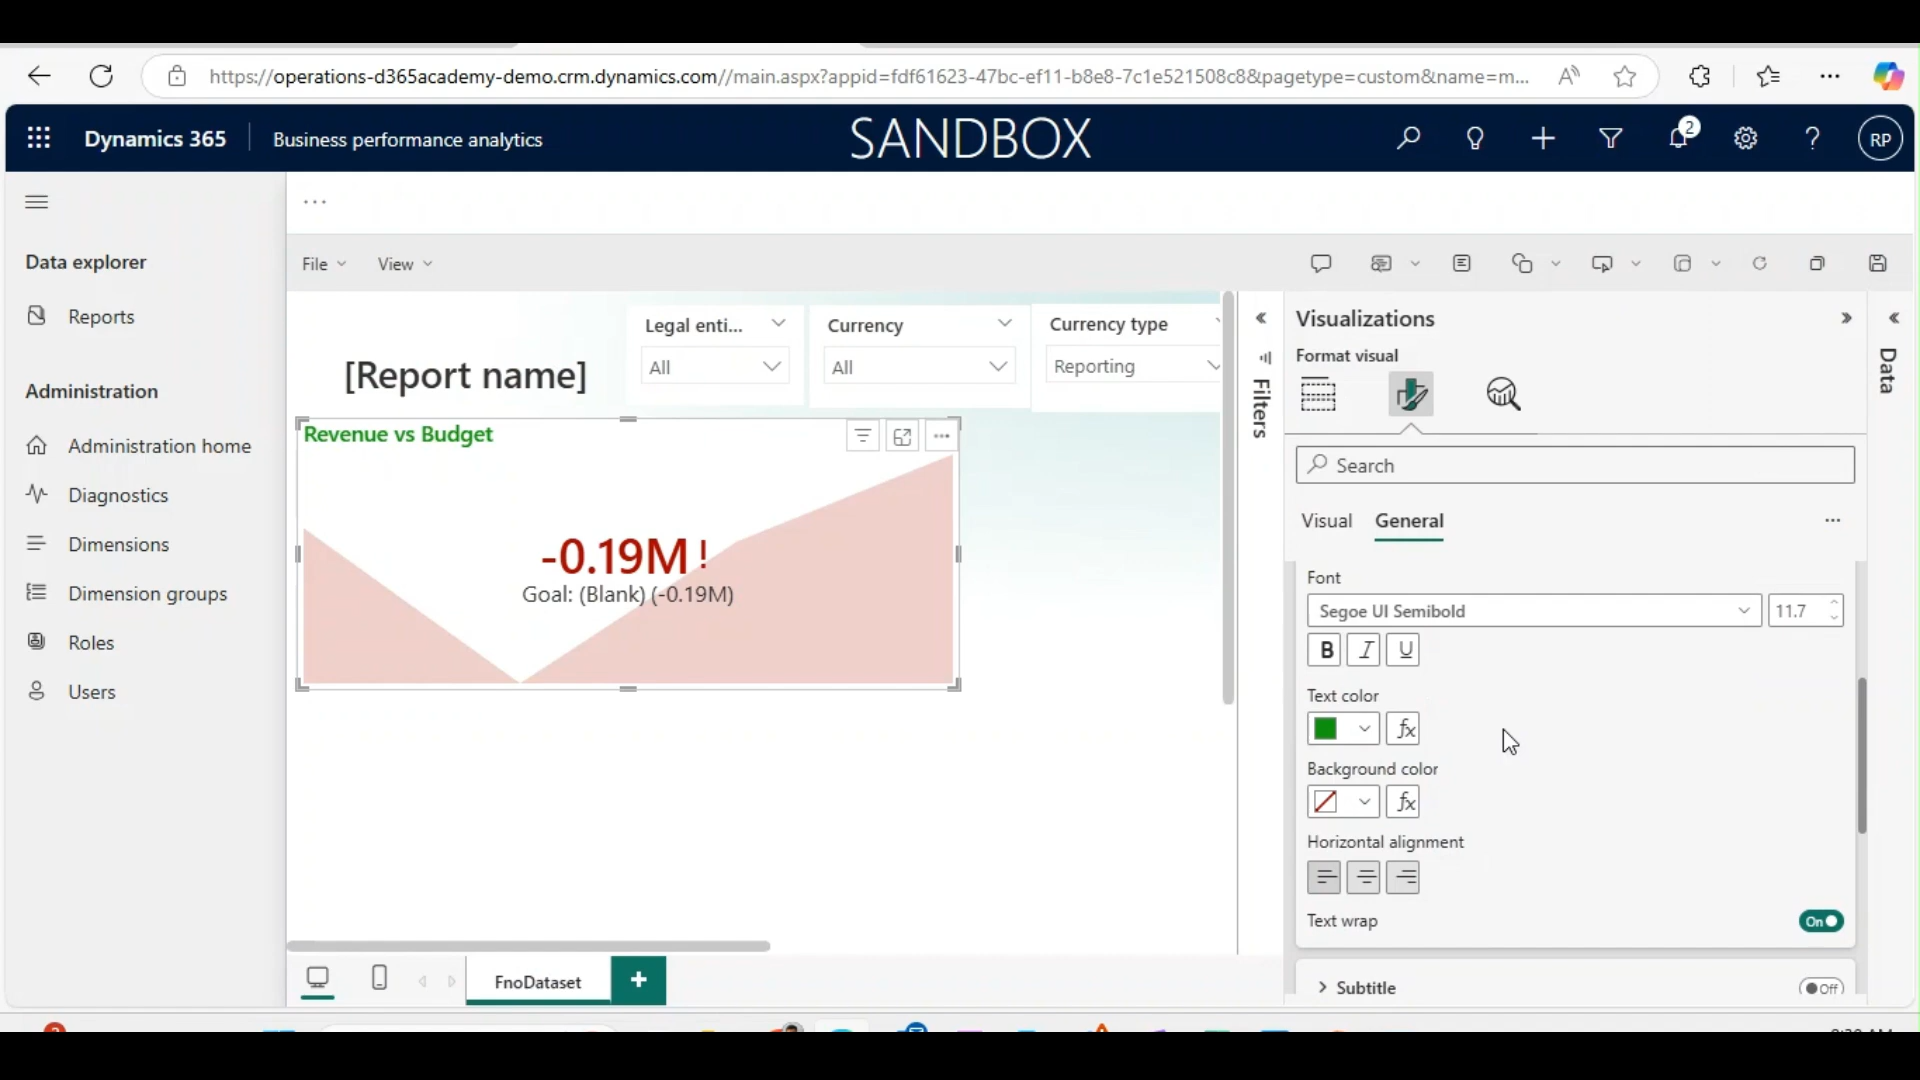 https://operations-d365academy-demo.crm.dynamics.com//main.aspx?appid=fdf61623-47bc-ef11-b8e8-7c1e521508c8&pagetype=custom&name=m...
Dynamics 365
Business performance analytics
SANDBOX
2
RP
Data explorer
Reports
Administration
Administration home
Diagnostics
Dimensions
Dimension groups
Roles
Users
File
View
[Report name]
Legal enti...
All
Currency
All
Currency type
Reporting
Revenue vs Budget
-0.19M !
Goal: (Blank) (-0.19M)
FnoDataset
Filters
Visualizations
Format visual
Search
Visual
General
Font
Segoe UI Semibold
11.7
B
I
U
Text color
fx
Background color
fx
Horizontal alignment
Text wrap
On
Subtitle
Off
Data